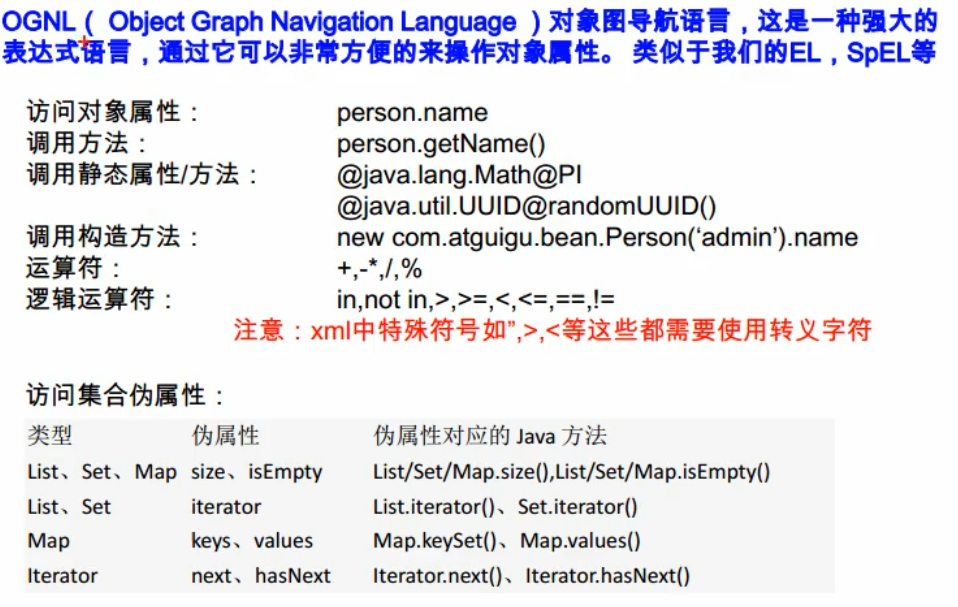 OGNL（ Object Graph Navigation Language ）对象图导航语言，这是一种强大的
表达式语言，通过它可以非常方便的来操作对象属性。 类似于我们的EL，SpEL等
访问对象属性： person.name
调用方法： person.getName()
调用静态属性/方法： @java.lang.Math@PI
@java.util.UUID@randomUUID()
调用构造方法： new com.atguigu.bean.Person(‘admin’).name
运算符： +,-*,/,%
逻辑运算符： in,not in,>,>=,<,<=,==,!=
注意：xml中特殊符号如”,>,<等这些都需要使用转义字符
访问集合伪属性：
类型 伪属性 伪属性对应的 Java 方法
List、Set、Map size、isEmpty List/Set/Map.size(),List/Set/Map.isEmpty()
List、Set iterator List.iterator()、Set.iterator()
Map keys、values Map.keySet()、Map.values()
Iterator next、hasNext Iterator.next()、Iterator.hasNext()